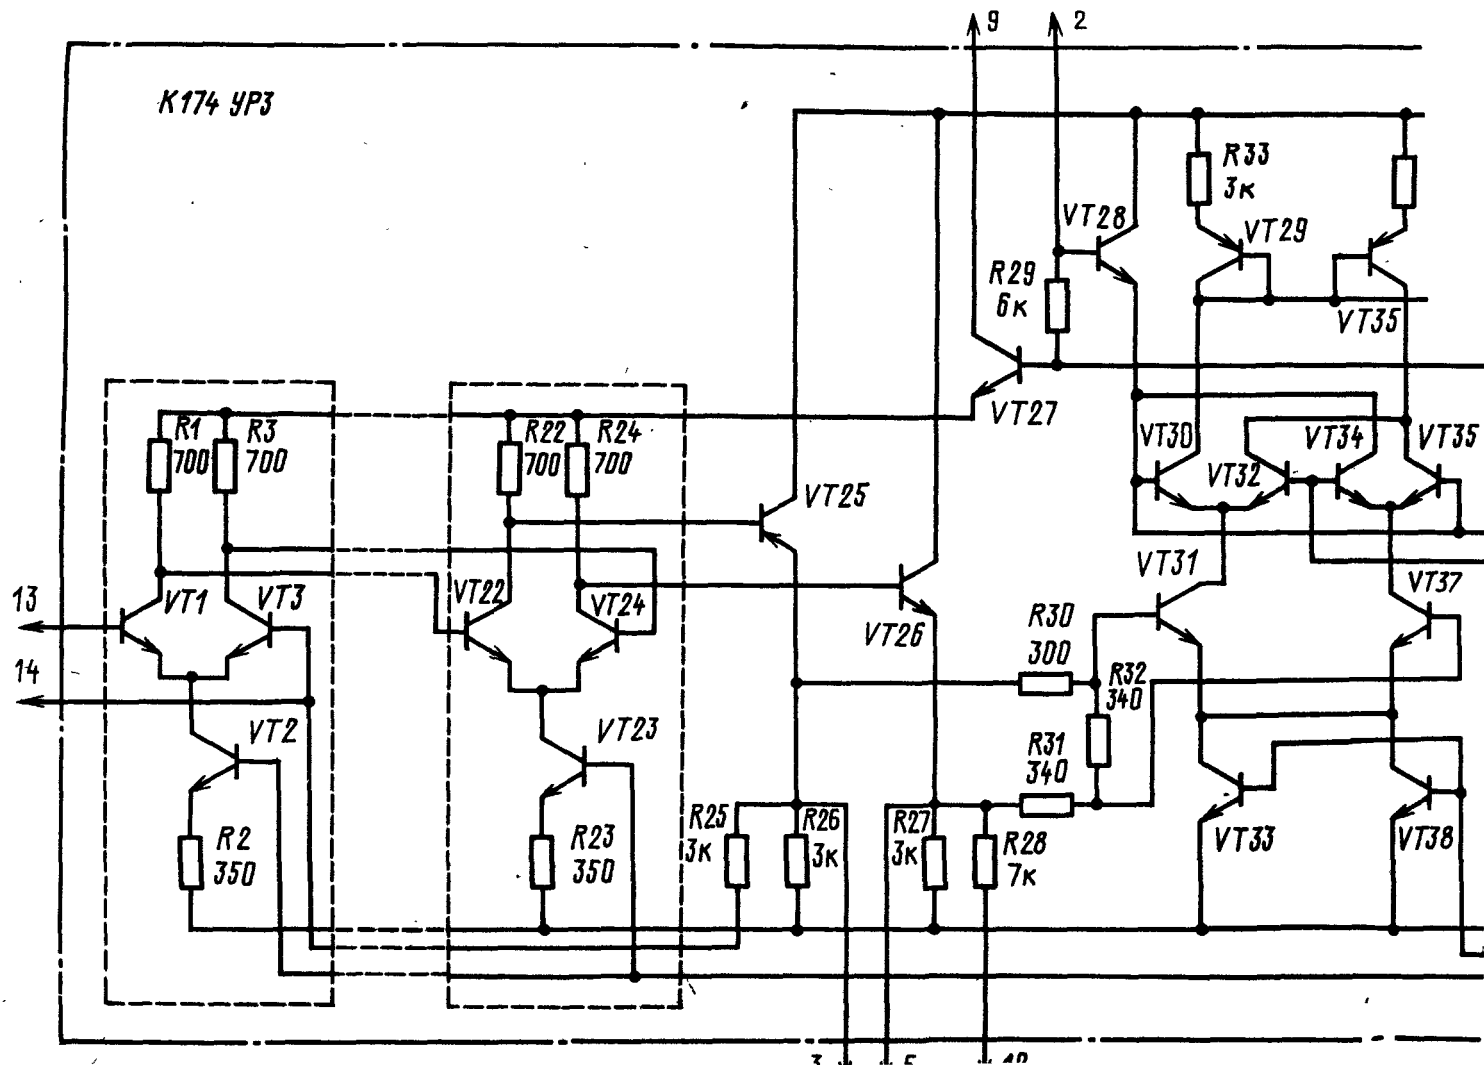 9
2
К174 УР3
R33
3к
VT28
VT29
R29
6к
VT35
VT27
R1
700
R3
700
R22
700
R24
700
VT30
VT32
VT34
VT35
VT25
VT31
VT37
13
VT1
VT3
VT22
VT24
VT26
R30
300
14
R32
340
VT2
VT23
R31
340
R2
350
R23
350
R25
3к
R26
3к
R27
3к
R28
7к
VT33
VT38